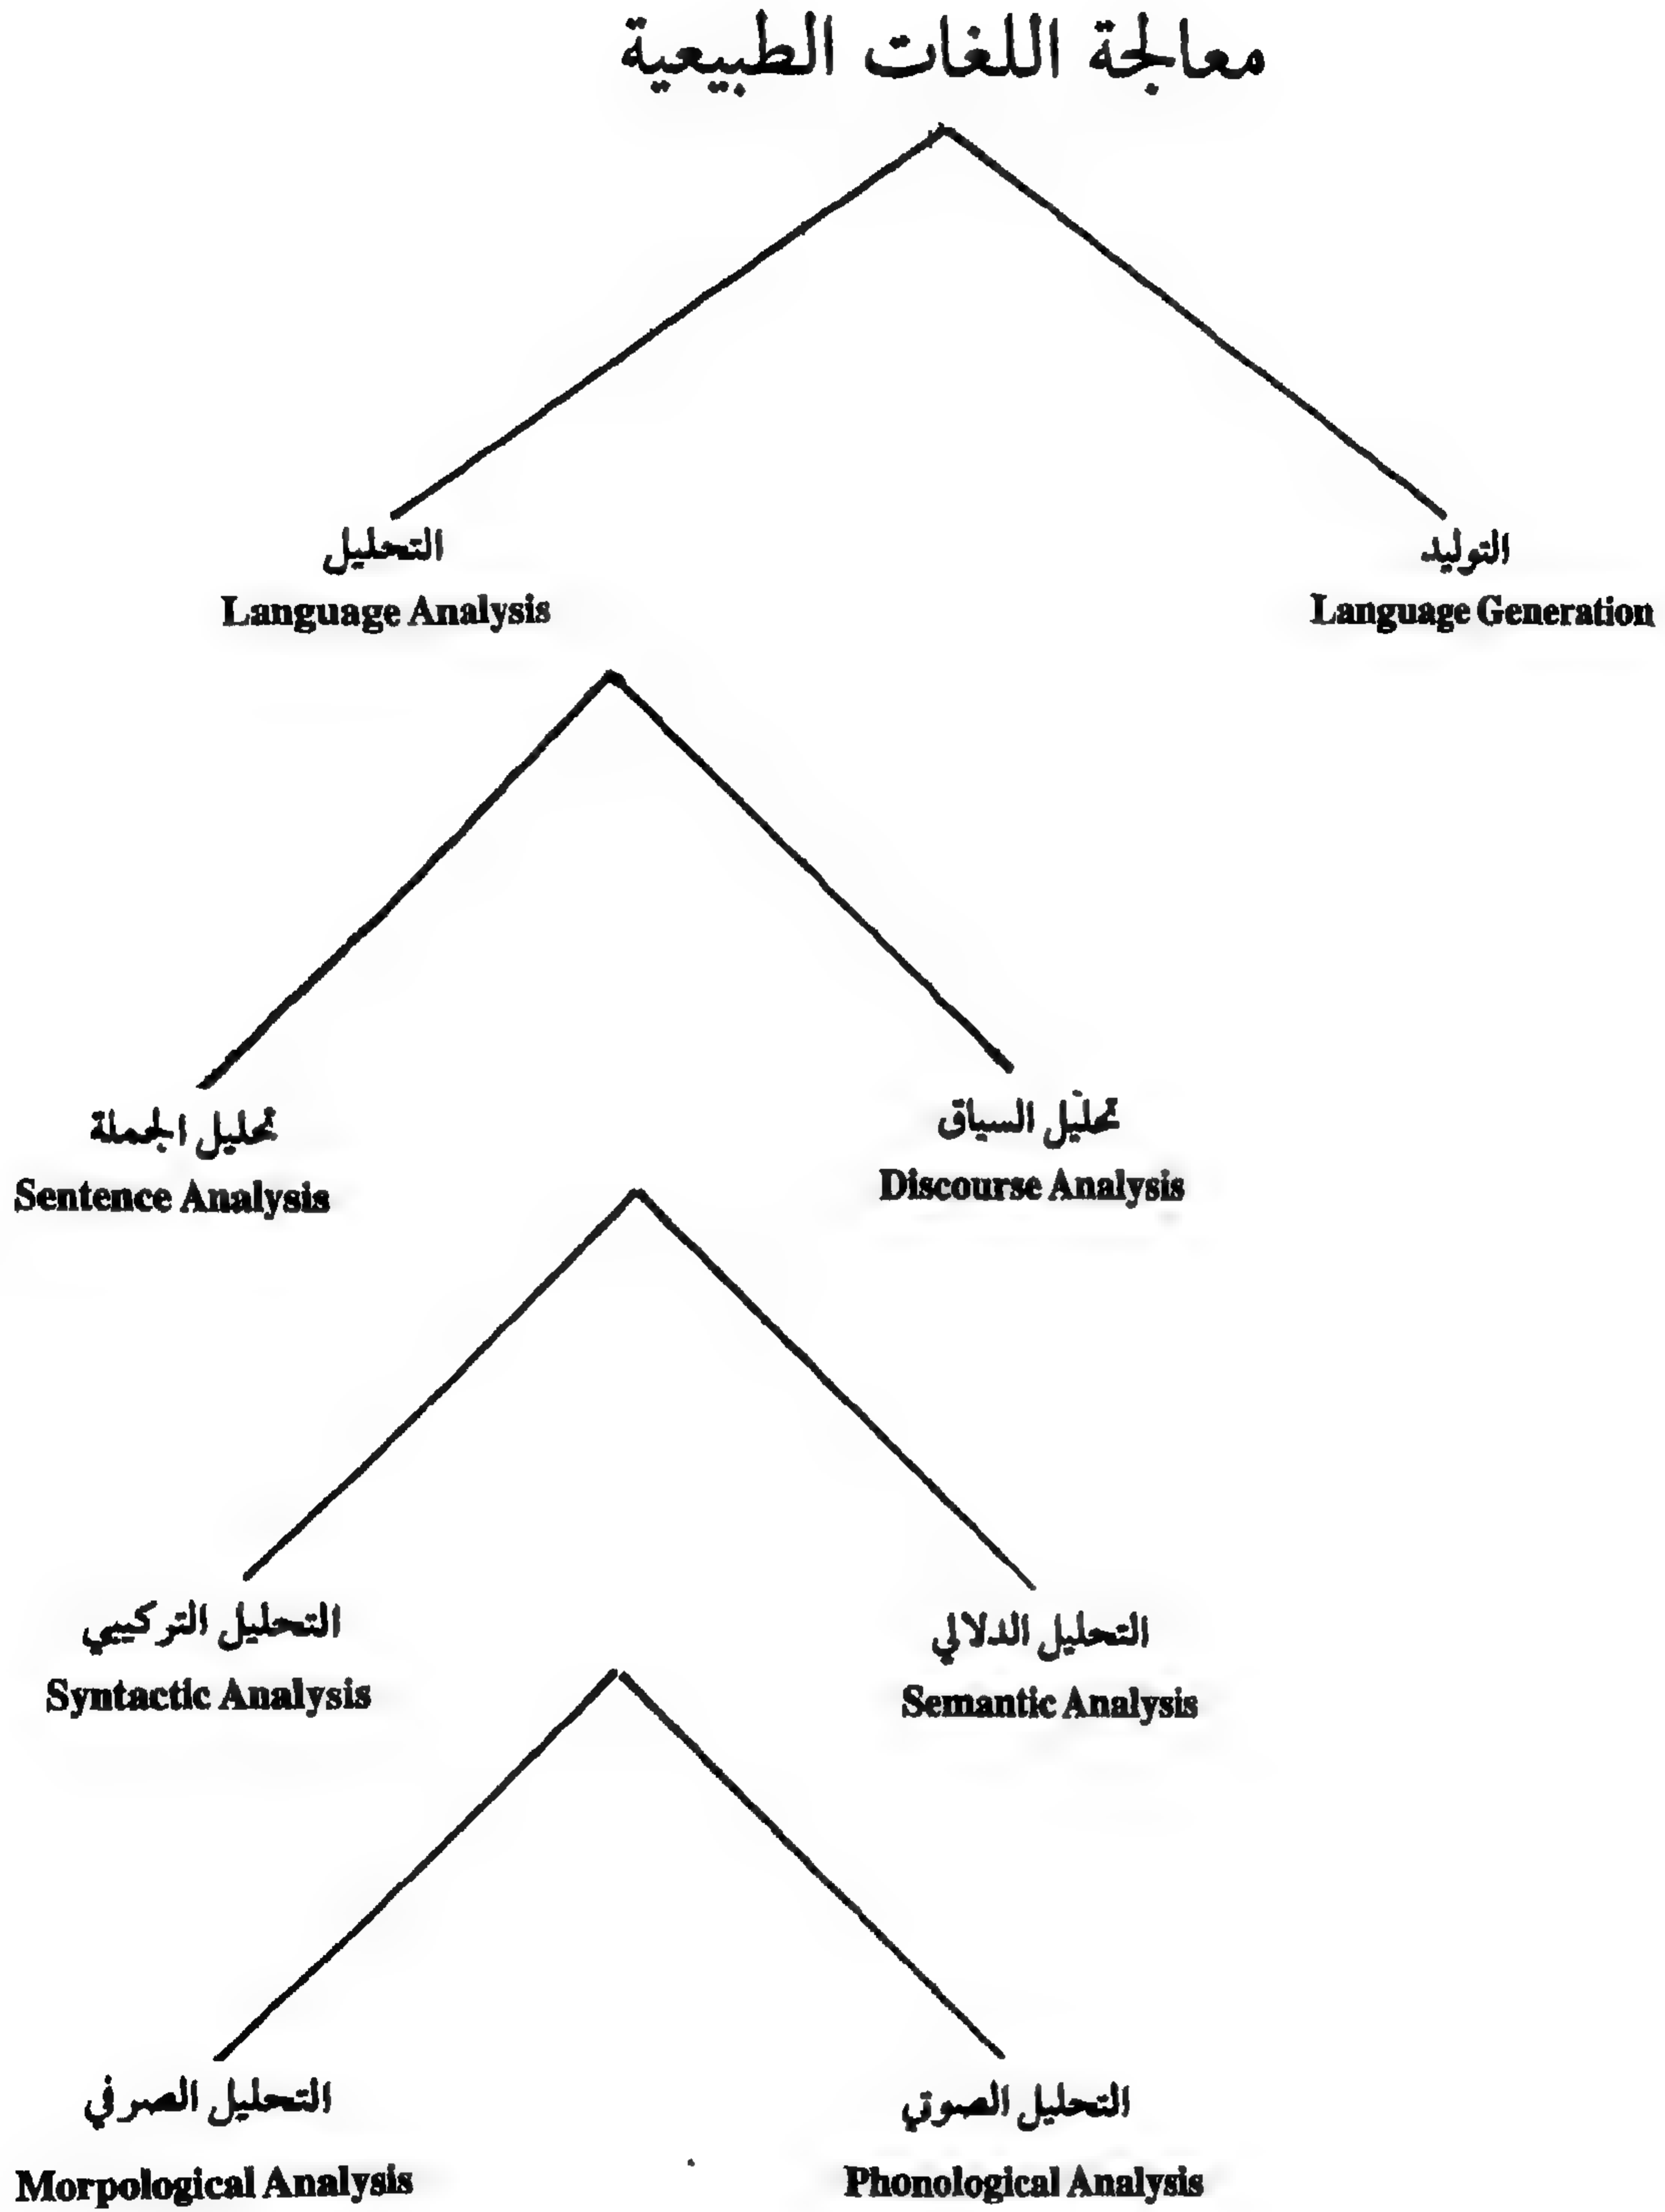 معالجة اللغات الطبيعية
التحليل
Language Analysis
التوليد
Language Generation
تحليل الجملة
Sentence Analysis
تحليل السياق
Discourse Analysis
التحليل التركيبي
Syntactic Analysis
التحليل الدلالي
Semantic Analysis
التحليل الصرفي
Morpological Analysis
التحليل الصوتي
Phonological Analysis